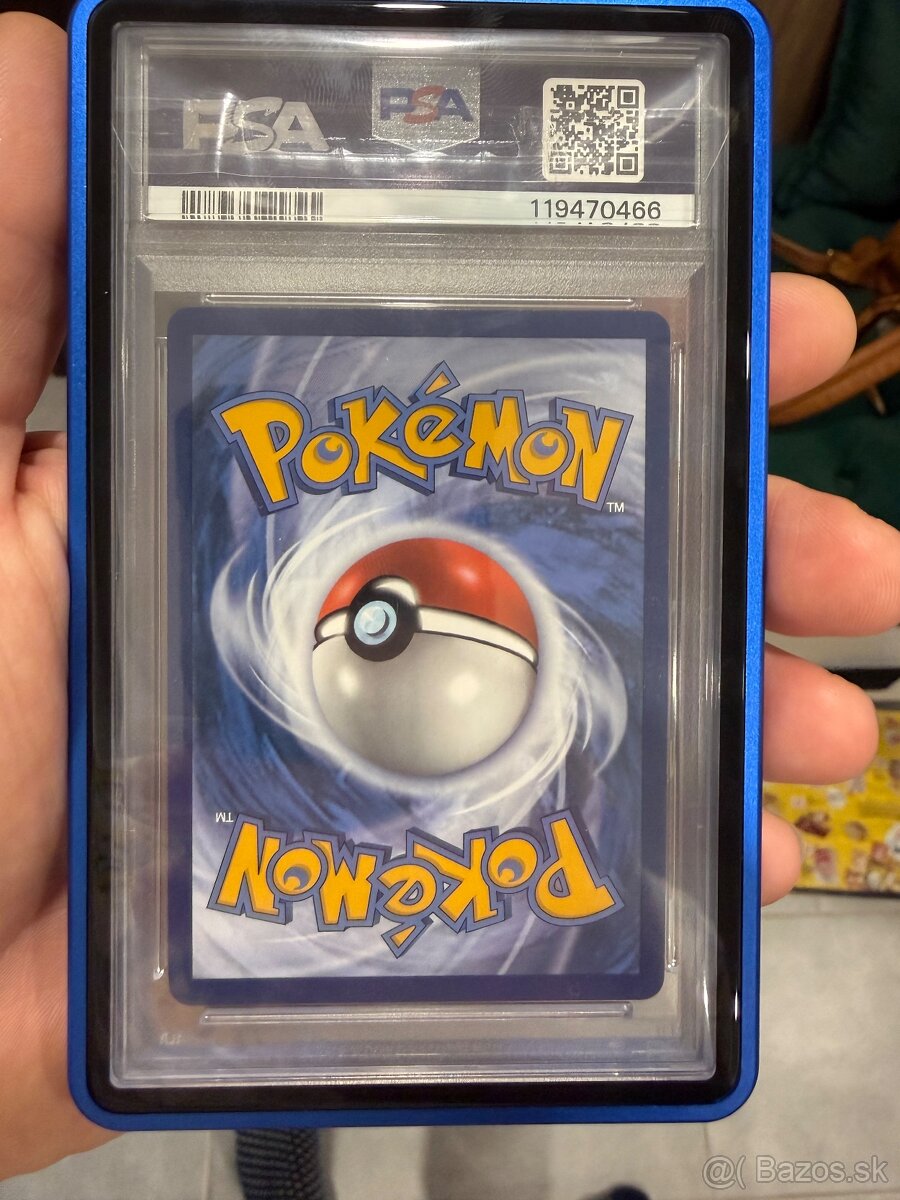 PSA PSA
119470466
POKéMON
TM
TM
POKéMON
@( Bazos.sk